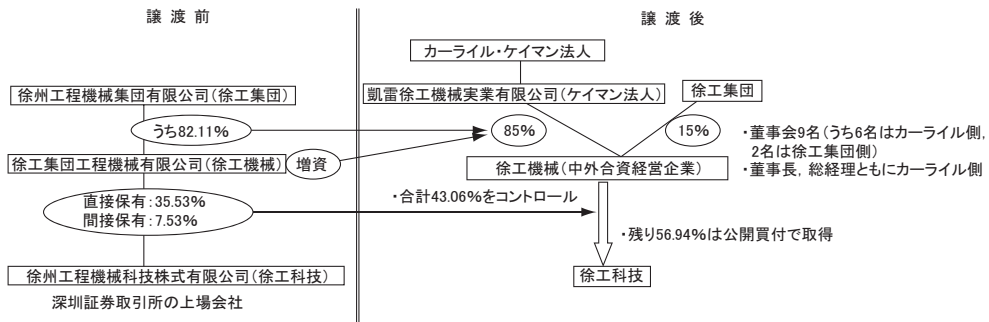 譲 渡 前
徐州工程機械集団有限公司(徐工集団)
うち82.11%
徐工集団工程機械有限公司(徐工機械)
増資
直接保有:35.53%
間接保有:7.53%
徐州工程機械科技株式有限公司(徐工科技)
深圳証券取引所の上場会社
譲 渡 後
カーライル・ケイマン法人
凱雷徐工機械実業有限公司(ケイマン法人)
徐工集団
85%
15%
・董事会9名(うち6名はカーライル側,
2名は徐工集団側)
・董事長,総経理ともにカーライル側
徐工機械(中外合資経営企業)
・合計43.06%をコントロール
・残り56.94%は公開買付で取得
徐工科技